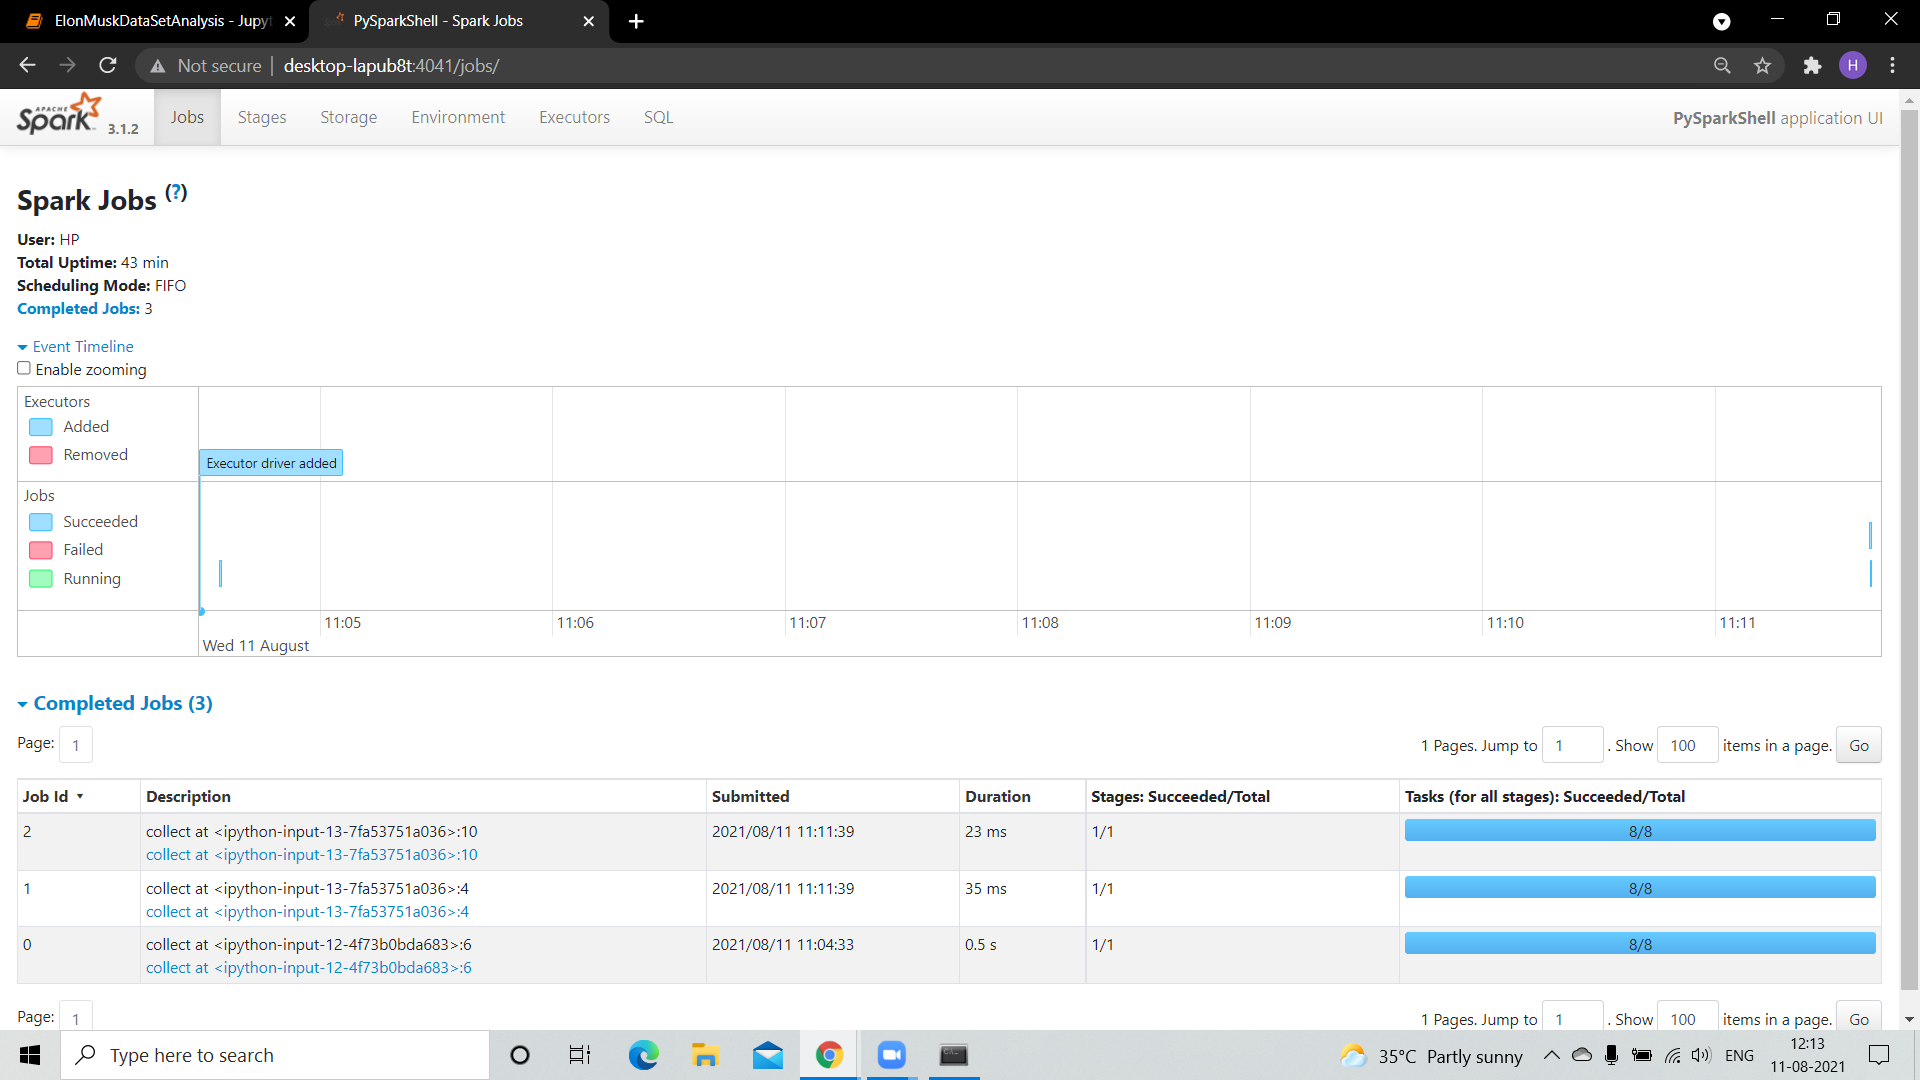 ElonMuskDataSetAnalysis - Jupyt
PySparkShell - Spark Jobs
Not secure
desktop-lapub8t:4041/jobs/
H
APACHE
Spark 3.1.2
Jobs
Stages
Storage
Environment
Executors
SQL
PySparkShell application UI
Spark Jobs (?)
User: HP
Total Uptime: 43 min
Scheduling Mode: FIFO
Completed Jobs: 3
Event Timeline
Enable zooming
Executors
Added
Removed
Executor driver added
Jobs
Succeeded
Failed
Running
11:05 11:06 11:07 11:08 11:09 11:10 11:11
Wed 11 August
Completed Jobs (3)
Page: 1
1 Pages. Jump to 1 . Show 100 items in a page. Go
Job Id Description Submitted Duration Stages: Succeeded/Total Tasks (for all stages): Succeeded/Total
2 collect at <ipython-input-13-7fa53751a036>:10 2021/08/11 11:11:39 23 ms 1/1 8/8
collect at <ipython-input-13-7fa53751a036>:10
1 collect at <ipython-input-13-7fa53751a036>:4 2021/08/11 11:11:39 35 ms 1/1 8/8
collect at <ipython-input-13-7fa53751a036>:4
0 collect at <ipython-input-12-4f73b0bda683>:6 2021/08/11 11:04:33 0.5 s 1/1 8/8
collect at <ipython-input-12-4f73b0bda683>:6
Page: 1
1 Pages. Jump to 1 . Show 100 items in a page. Go
Type here to search
35°C Partly sunny
ENG
12:13
11-08-2021